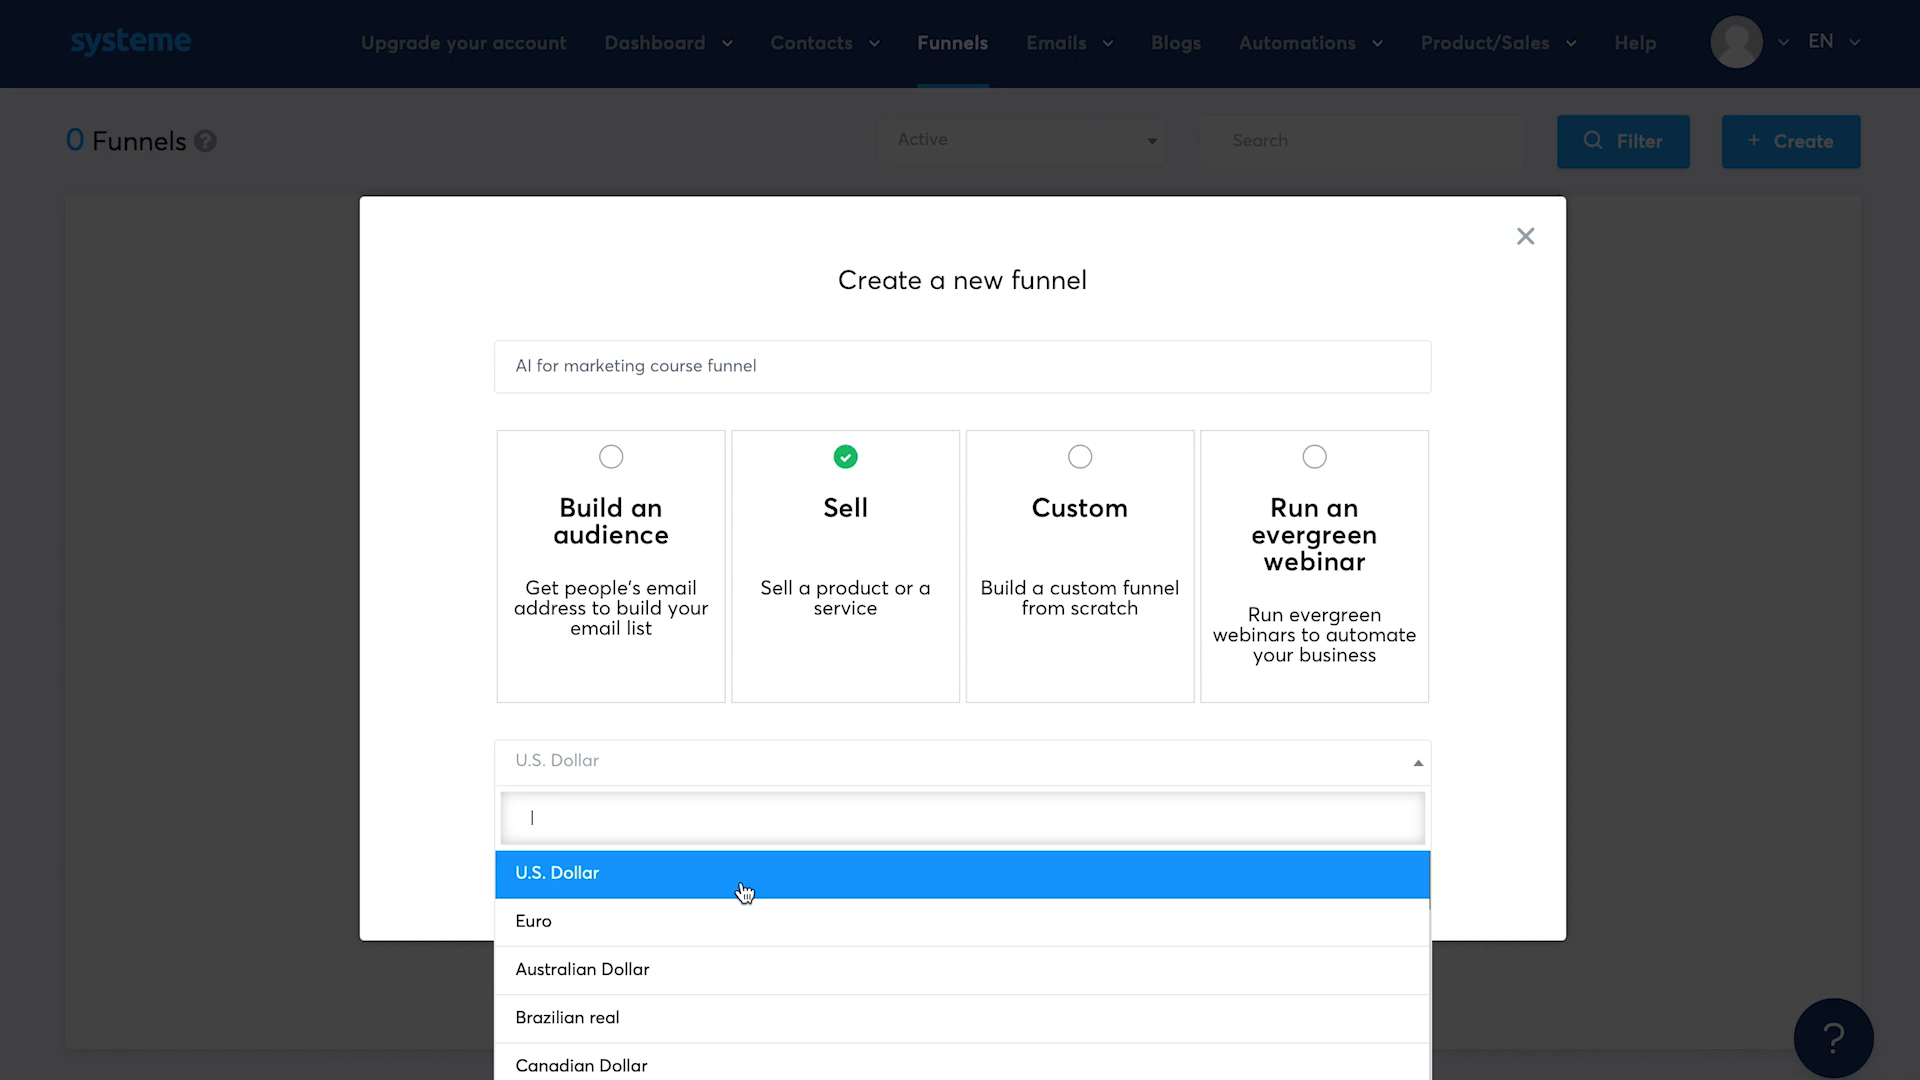 systeme
Upgrade your account
Dashboard
Contacts
Funnels
Emails
Blogs
Automations
Product/Sales
Help
EN
0 Funnels ?
Active
Search
Filter
+ Create
Create a new funnel
AI for marketing course funnel
Build an
audience
Get people's email
address to build your
email list
Sell
Sell a product or a
service
Custom
Build a custom funnel
from scratch
Run an
evergreen
webinar
Run evergreen
webinars to automate
your business
U.S. Dollar
U.S. Dollar
Euro
Australian Dollar
Brazilian real
Canadian Dollar
?